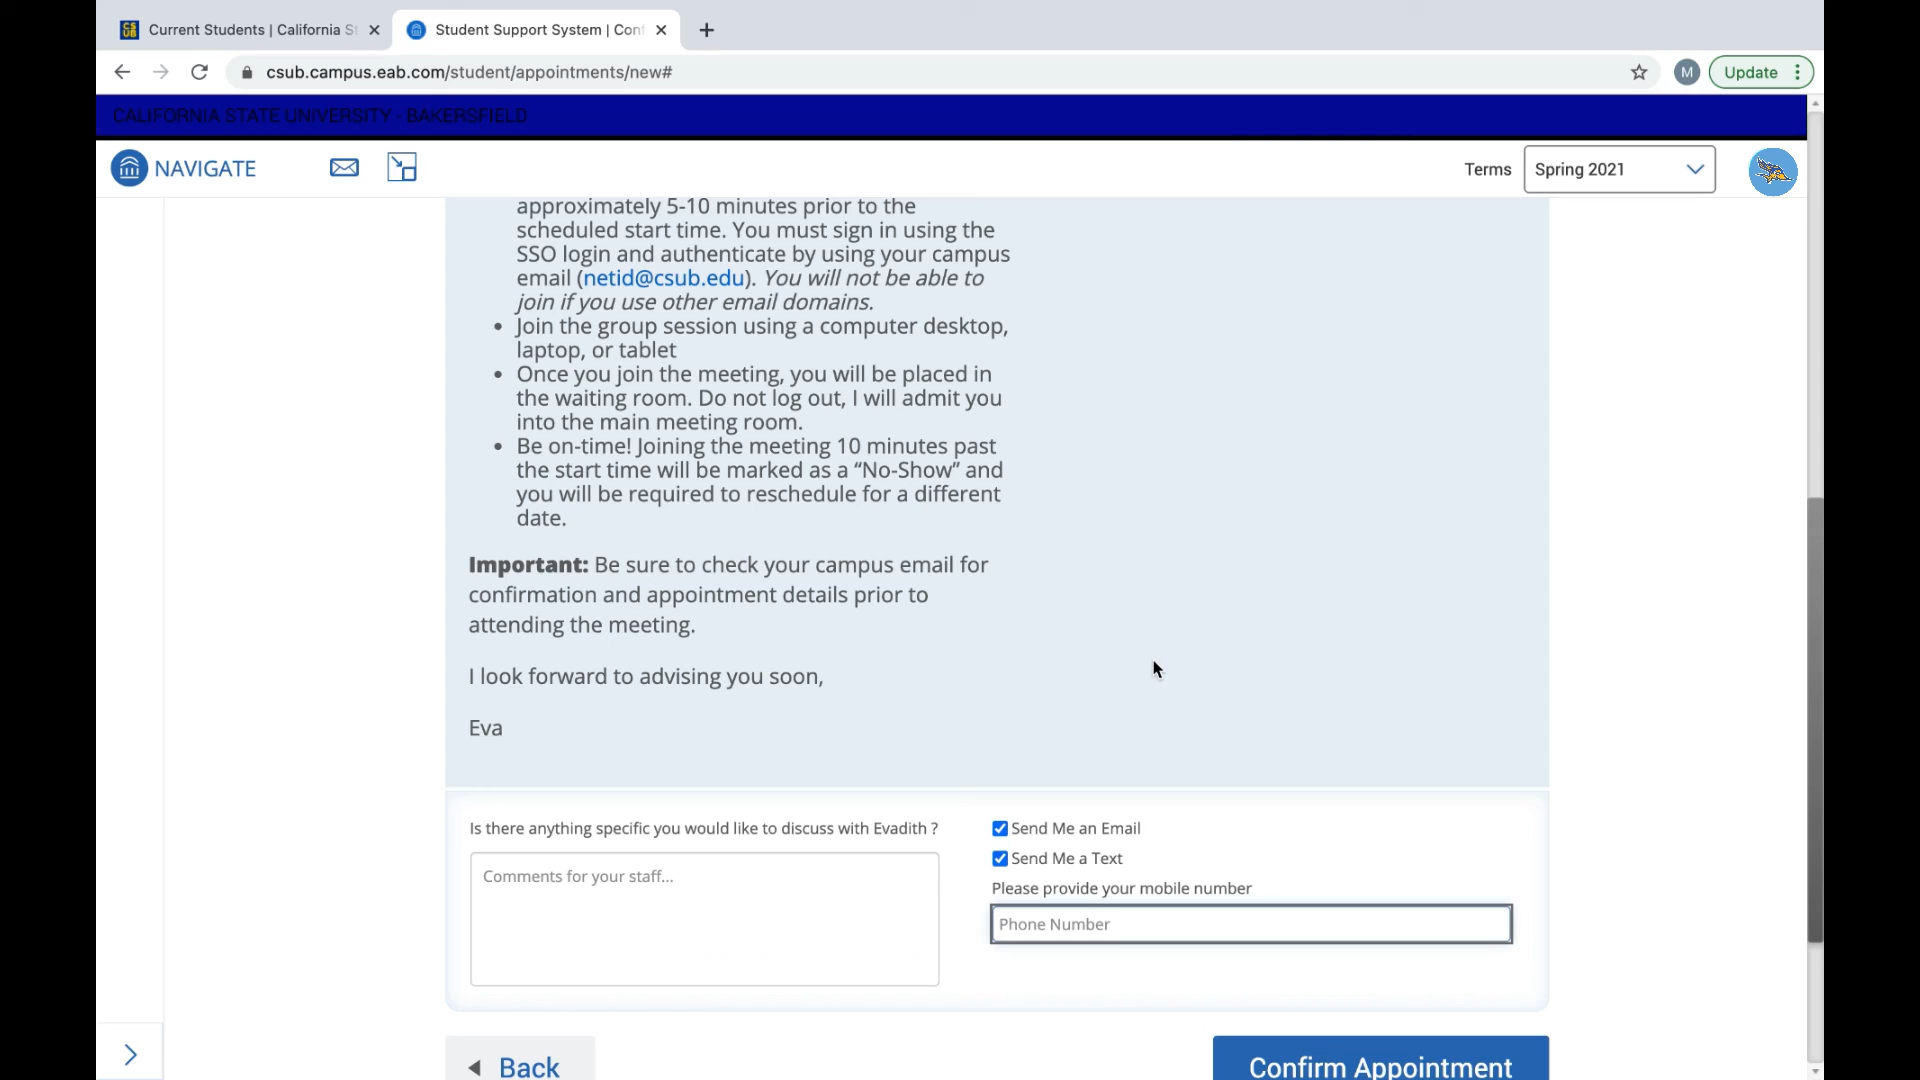 Current Students | California St
Student Support System | Conf
csub.campus.eab.com/student/appointments/new#
M
Update
CALIFORNIA STATE UNIVERSITY - BAKERSFIELD
NAVIGATE
Terms
Spring 2021
approximately 5-10 minutes prior to the
scheduled start time. You must sign in using the
SSO login and authenticate by using your campus
email (netid@csub.edu). You will not be able to
join if you use other email domains.
• Join the group session using a computer desktop,
laptop, or tablet
• Once you join the meeting, you will be placed in
the waiting room. Do not log out, I will admit you
into the main meeting room.
• Be on-time! Joining the meeting 10 minutes past
the start time will be marked as a “No-Show” and
you will be required to reschedule for a different
date.
Important: Be sure to check your campus email for
confirmation and appointment details prior to
attending the meeting.
I look forward to advising you soon,
Eva
Is there anything specific you would like to discuss with Evadith ?
Comments for your staff...
Send Me an Email
Send Me a Text
Please provide your mobile number
Phone Number
Back
Confirm Appointment